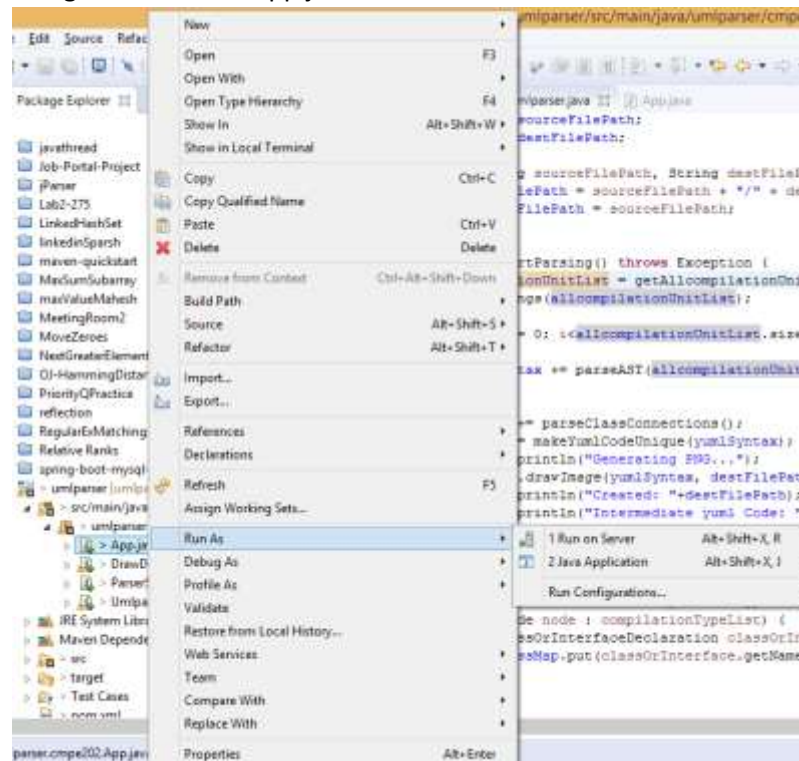 New
umlparser/src/main/java/umlparser/cmpe
Edit Source Refac
Open F3
Open With
Open Type Hierarchy F4
Show In Alt+Shift+W
Show in Local Terminal
Copy Ctrl+C
Copy Qualified Name
Paste Ctrl+V
Delete Delete
Remove from Context Ctrl+Alt+Shift+Down
Build Path
Source Alt+Shift+S
Refactor Alt+Shift+T
Import...
Export...
References
Declarations
Refresh F5
Assign Working Sets...
Run As
Debug As
Profile As
Validate
Restore from Local History...
Web Services
Team
Compare With
Replace With
Properties Alt+Enter
1 Run on Server Alt+Shift+X, R
2 Java Application Alt+Shift+X, J
Run Configurations...
Package Explorer
javathread
Job-Portal-Project
jParser
Lab2-275
LinkedHashSet
linkedinSparsh
maven-quickstart
MaxSumSubarray
maxValueMahesh
MeetingRoom2
MoveZeroes
NextGreaterElement
OJ-HammingDistan
PriorityQPractice
reflection
RegularExMatching
Relative Ranks
spring-boot-mysql
> umlparser [umlpa
> src/main/java
> umlparser
> App.ja
> DrawD
> ParserS
> Umlpa
JRE System Libra
Maven Depende
> src
> target
> Test Cases
> pom.xml
parser.cmpe202.App.java
mlparser.java App.java
sourceFilePath;
destFilePath;
g sourceFilePath, String destFileP
lePath = sourceFilePath + "/" + de
FilePath = sourceFilePath;
rtParsing() throws Exception {
ionUnitList = getAllcompilationUni
ngs(allcompilationUnitList);
= 0; i<allcompilationUnitList.size
tax += parseAST(allcompilationUnit
+= parseClassConnections();
= makeYumlCodeUnique(yumlSyntax);
println("Generating PNG...");
.drawImage(yumlSyntax, destFilePat
println("Created: "+destFilePath);
println("Intermediate yuml Code: "
de node : compilationTypeList) {
ssOrInterfaceDeclaration classOrIn
ssMap.put(classOrInterface.getName